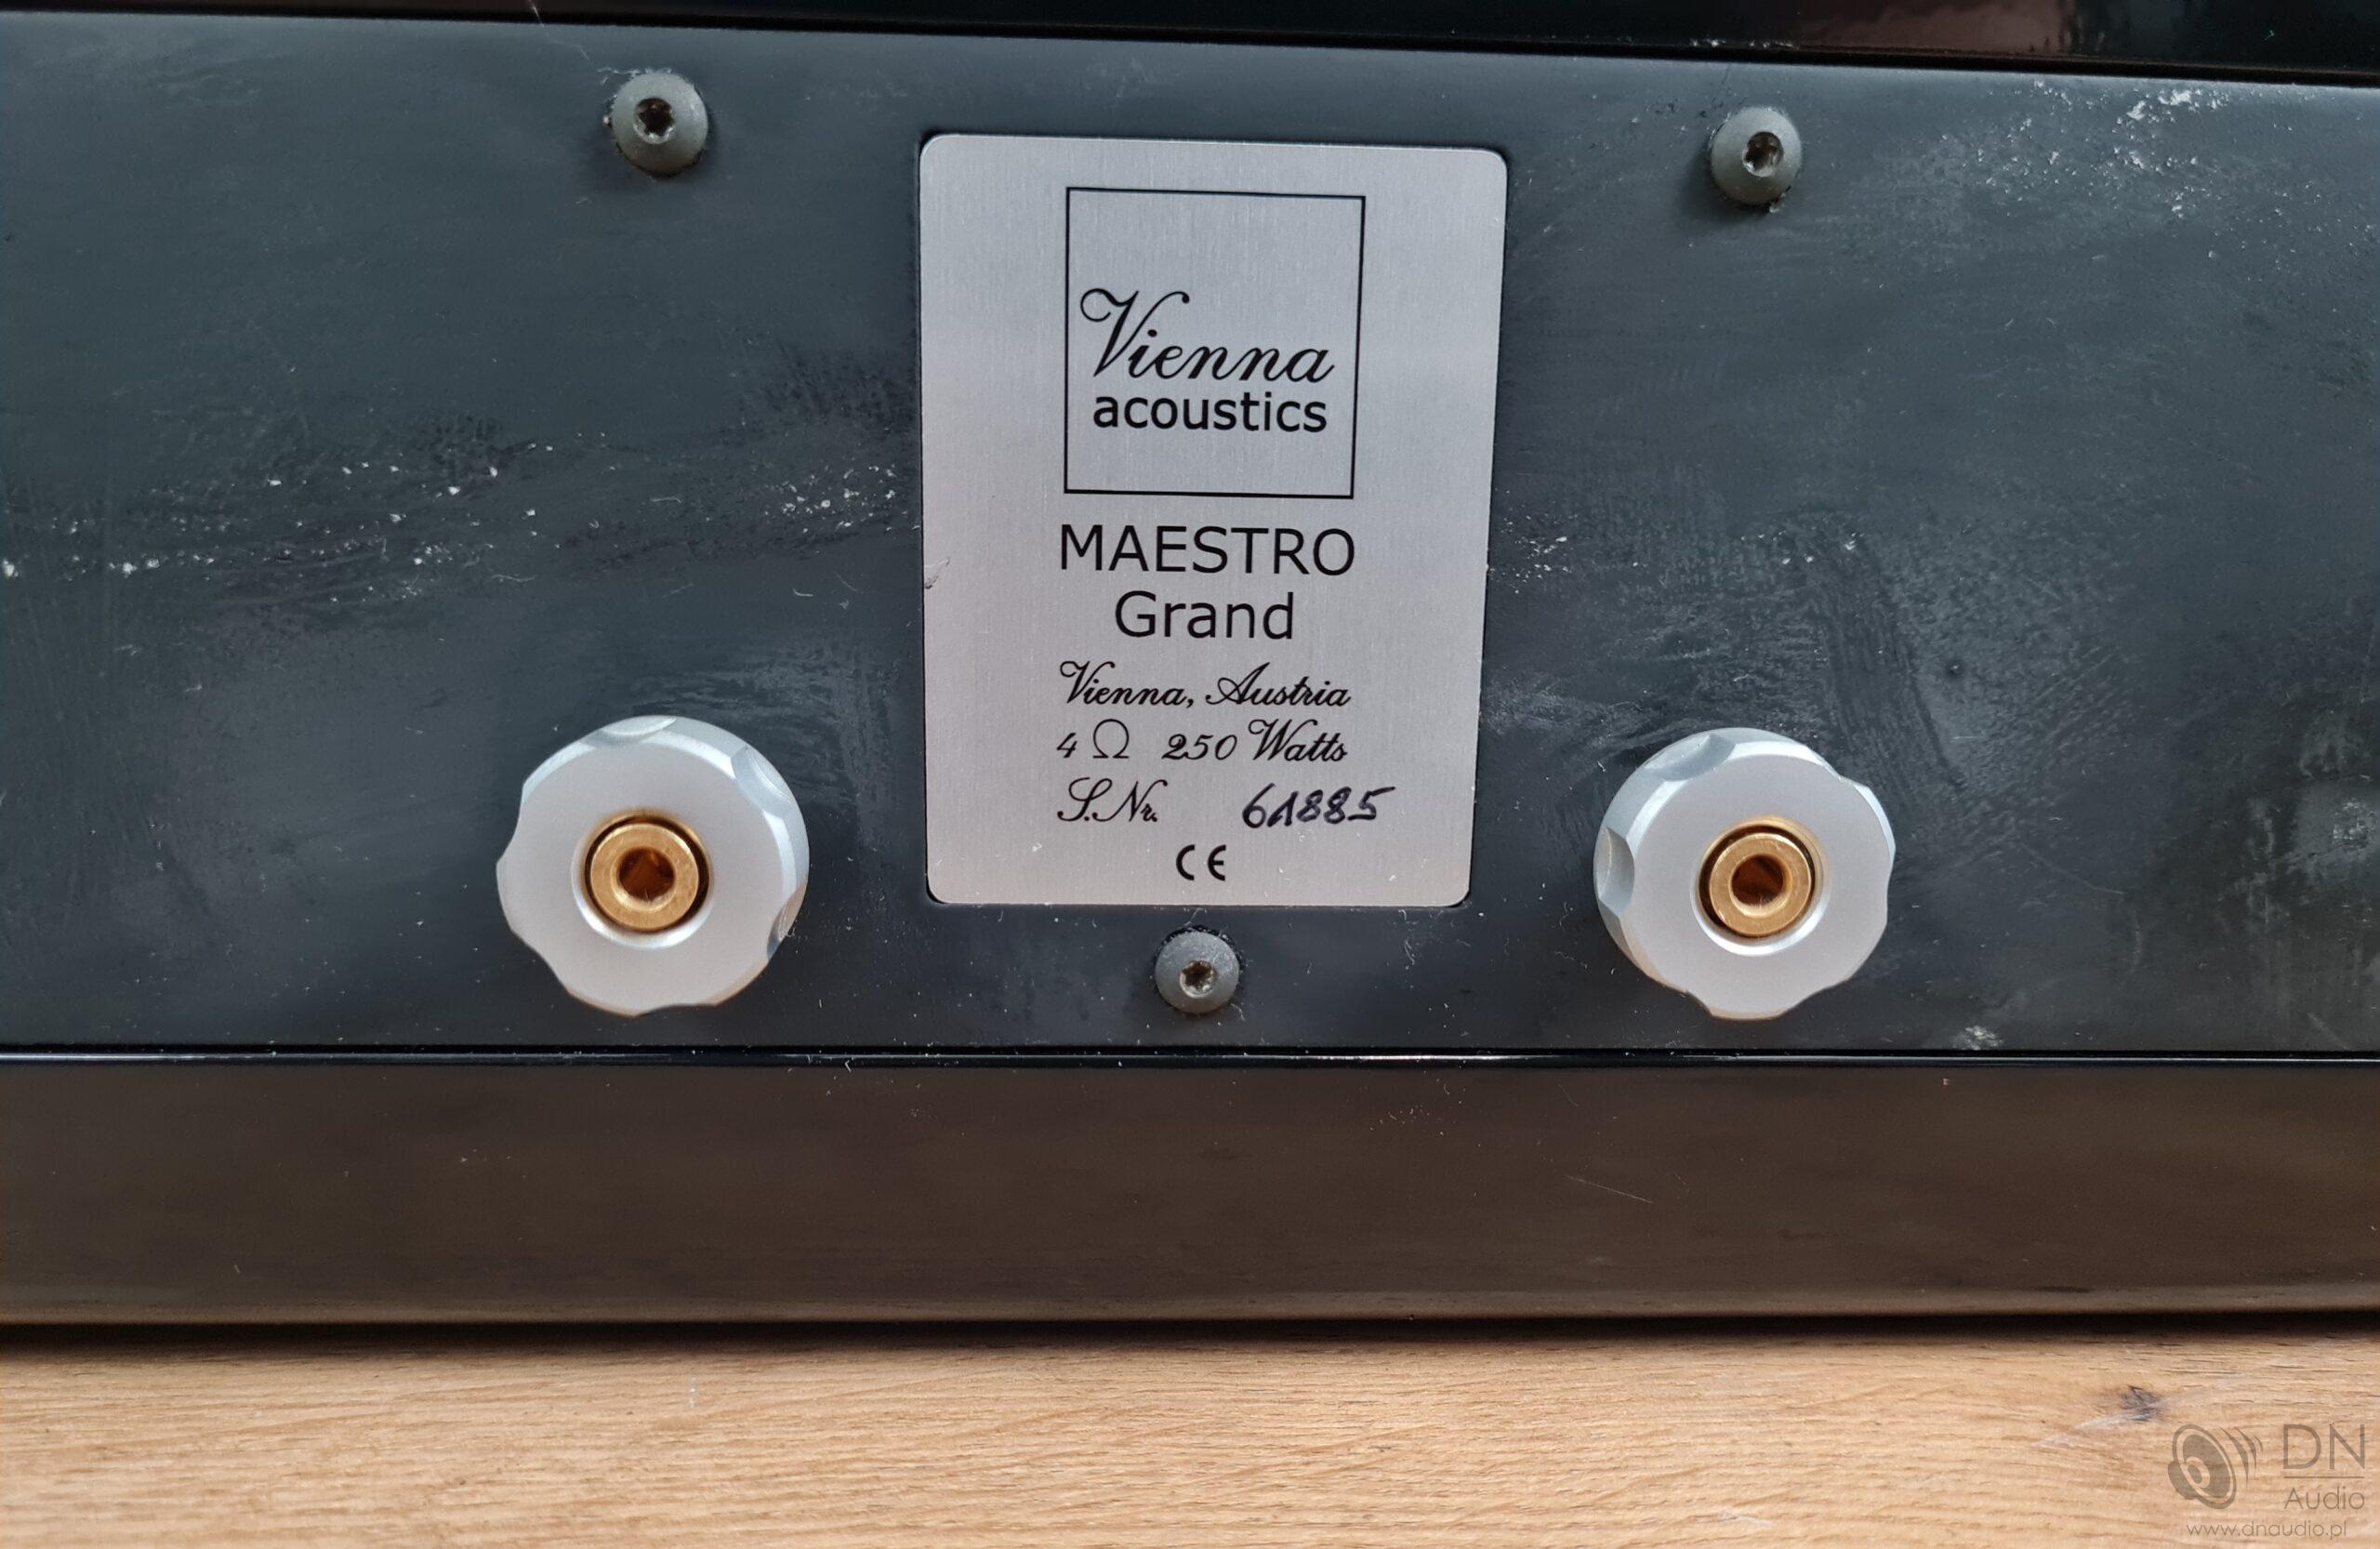 Vienna
acoustics
MAESTRO
Grand
Vienna, Austria
4 Ω 250 Watts
S.Nr. 61885
CE
DN
Audio
www.dnaudio.pl